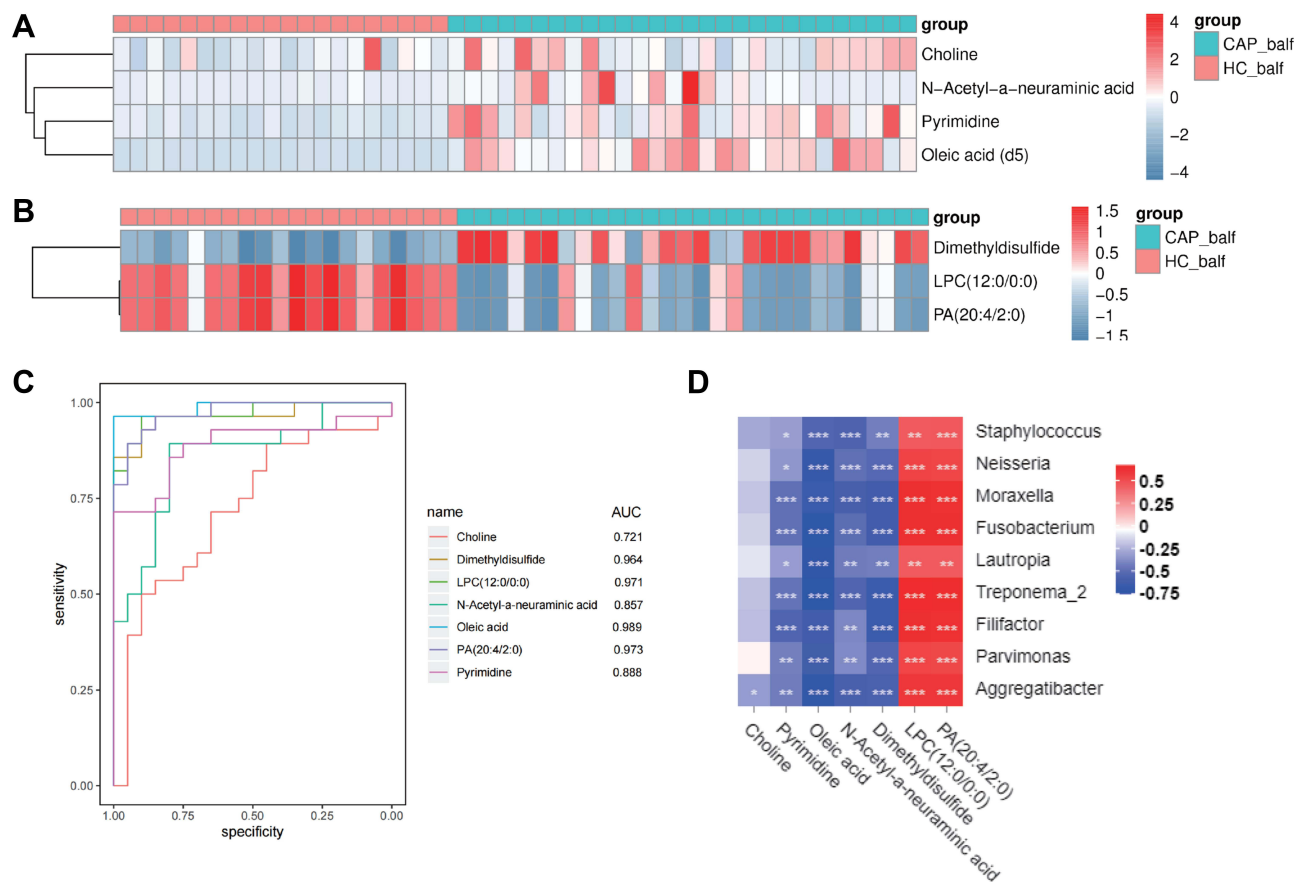 A
group
Choline
N-Acetyl-a-neuraminic acid
Pyrimidine
Oleic acid (d5)
4
2
0
-2
-4
group
CAP_balf
HC_balf
B
group
Dimethyldisulfide
LPC(12:0/0:0)
PA(20:4/2:0)
1.5
1
0.5
0
-0.5
-1
-1.5
group
CAP_balf
HC_balf
C
sensitivity
1.00
0.75
0.50
0.25
0.00
1.00 0.75 0.50 0.25 0.00
specificity
name AUC
Choline 0.721
Dimethyldisulfide 0.964
LPC(12:0/0:0) 0.971
N-Acetyl-a-neuraminic acid 0.857
Oleic acid 0.989
PA(20:4/2:0) 0.973
Pyrimidine 0.888
D
* *** *** ** ** *** Staphylococcus
* *** *** *** *** *** Neisseria
*** *** *** *** *** *** Moraxella
*** *** *** *** *** *** Fusobacterium
* *** ** ** ** ** Lautropia
*** *** *** *** *** *** Treponema_2
*** *** ** *** *** *** Filifactor
** *** ** *** *** *** Parvimonas
* ** *** *** *** *** *** Aggregatibacter
Choline
Pyrimidine
Oleic acid
N-Acetyl-a-neuraminic acid
Dimethyldisulfide
LPC(12:0/0:0)
PA(20:4/2:0)
0.5
0.25
0
-0.25
-0.5
-0.75